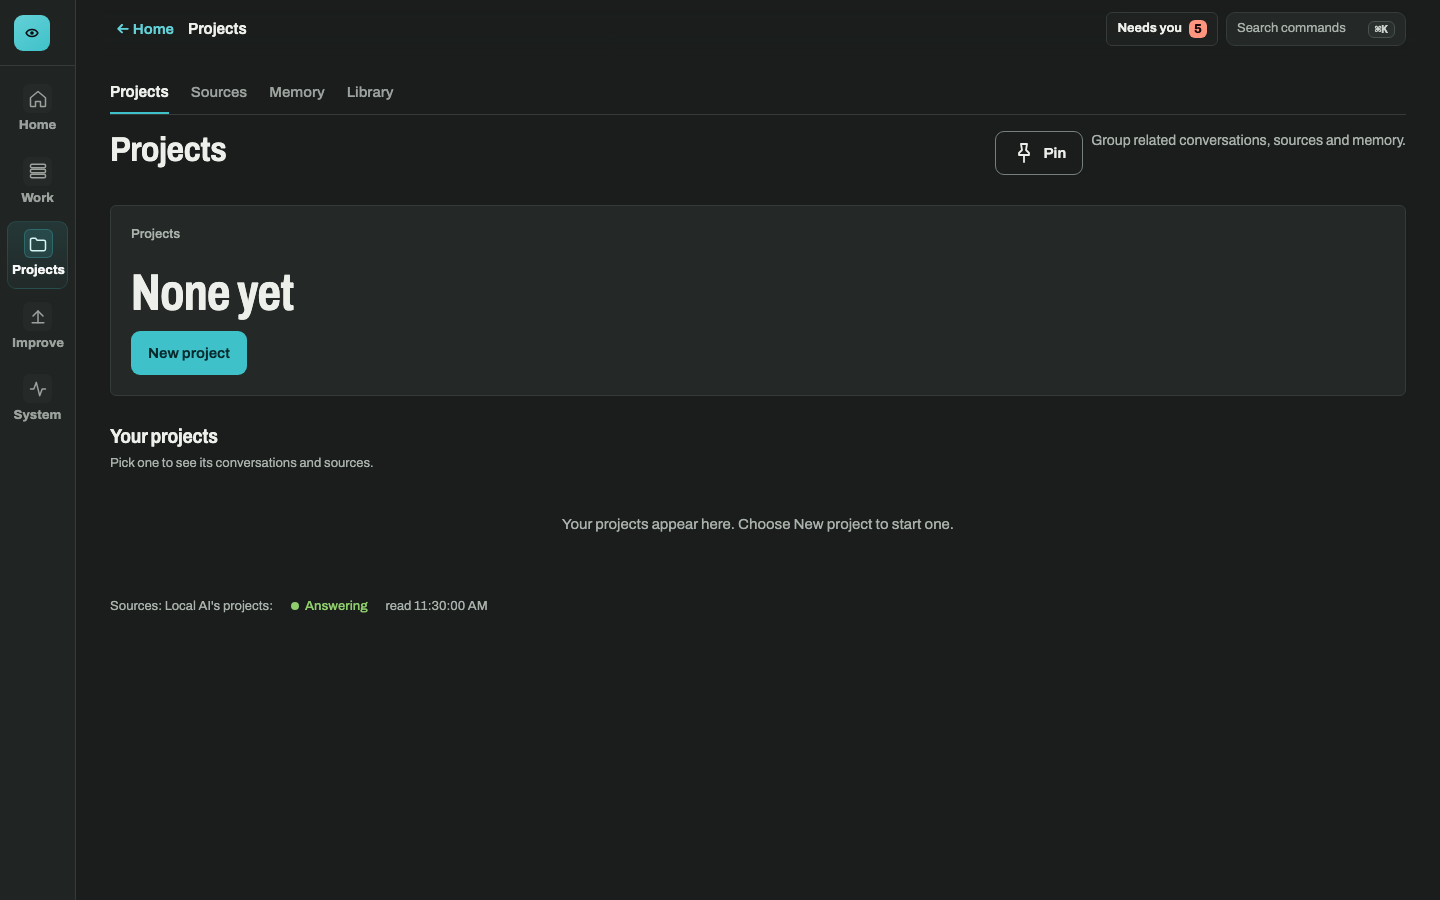 ← Home Projects
Needs you 5
Search commands ⌘K
Home
Work
Projects
Improve
System
Projects Sources Memory Library
Projects
Pin
Group related conversations, sources and memory.
Projects
None yet
New project
Your projects
Pick one to see its conversations and sources.
Your projects appear here. Choose New project to start one.
Sources: Local AI's projects: Answering read 11:30:00 AM